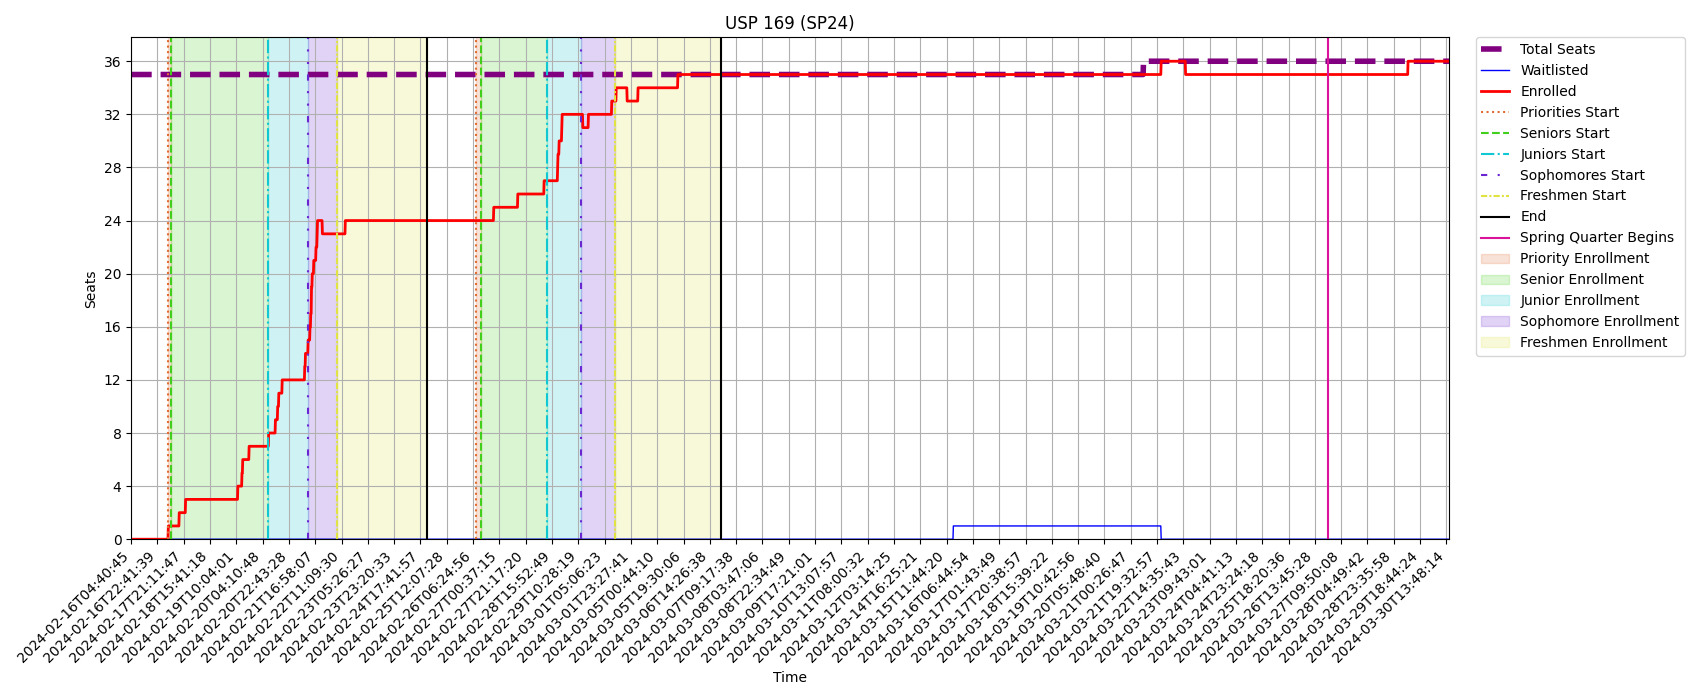 USP 169 (SP24)
Seats
36
32
28
24
20
16
12
8
4
0
2024-02-16T04:40:45
2024-02-16T22:41:39
2024-02-17T21:11:47
2024-02-18T15:41:18
2024-02-19T10:04:01
2024-02-20T04:10:48
2024-02-20T22:43:28
2024-02-21T16:58:07
2024-02-22T11:09:30
2024-02-23T05:26:27
2024-02-23T23:20:33
2024-02-24T17:41:57
2024-02-25T12:07:28
2024-02-26T06:24:56
2024-02-27T00:37:15
2024-02-27T21:17:20
2024-02-28T15:52:49
2024-02-29T10:28:19
2024-03-01T05:06:23
2024-03-01T23:27:41
2024-03-05T00:44:10
2024-03-05T19:30:06
2024-03-06T14:26:38
2024-03-07T09:17:38
2024-03-08T03:47:06
2024-03-08T22:34:49
2024-03-09T17:21:01
2024-03-10T13:07:57
2024-03-11T08:00:32
2024-03-12T03:14:25
2024-03-14T16:25:21
2024-03-15T11:44:20
2024-03-16T06:44:54
2024-03-17T01:43:49
2024-03-17T20:38:57
2024-03-18T15:39:22
2024-03-19T10:42:56
2024-03-20T05:48:40
2024-03-21T00:26:47
2024-03-21T19:32:57
2024-03-22T14:35:43
2024-03-23T09:43:01
2024-03-24T04:41:13
2024-03-24T23:24:18
2024-03-25T18:20:36
2024-03-26T13:45:28
2024-03-27T09:50:08
2024-03-28T04:49:42
2024-03-28T23:35:58
2024-03-29T18:44:24
2024-03-30T13:48:14
Time
Total Seats
Waitlisted
Enrolled
Priorities Start
Seniors Start
Juniors Start
Sophomores Start
Freshmen Start
End
Spring Quarter Begins
Priority Enrollment
Senior Enrollment
Junior Enrollment
Sophomore Enrollment
Freshmen Enrollment